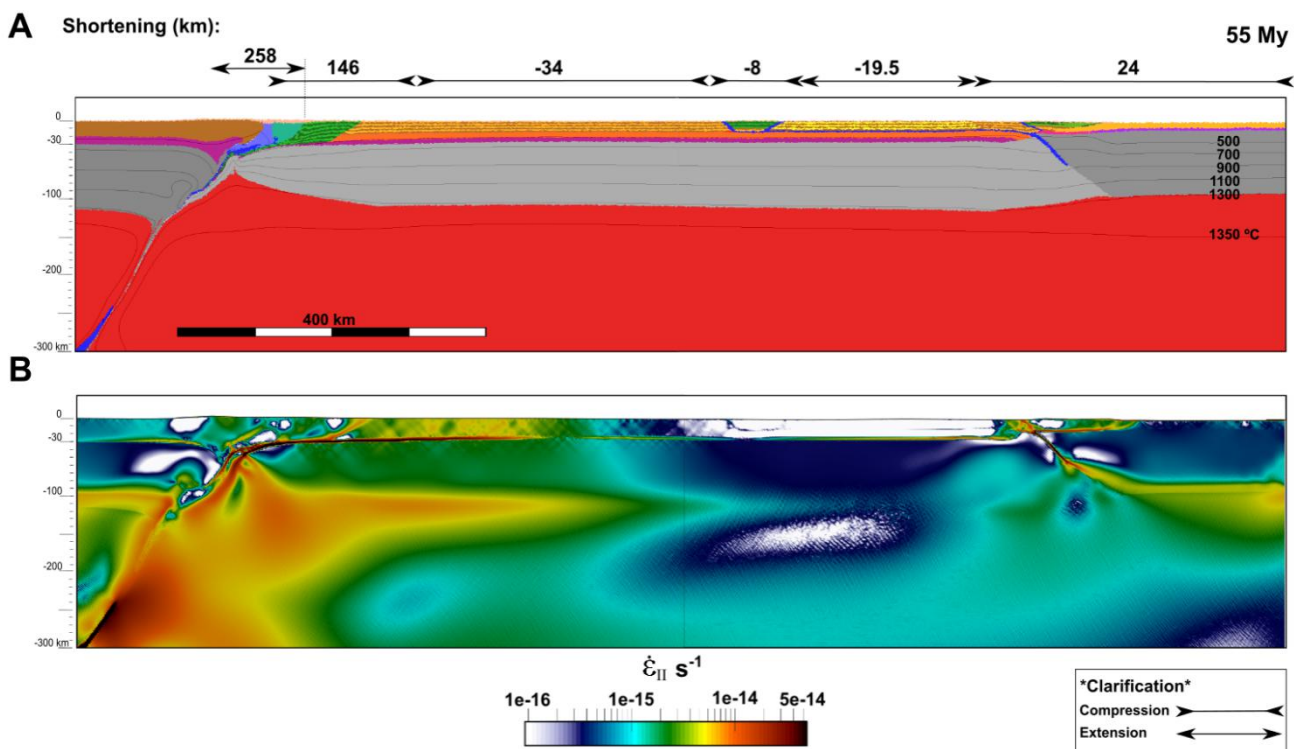 A Shortening (km): 55 My
258 146 -34 -8 -19.5 24
0
-30
-100
-200
-300 km
500
700
900
1100
1300
1350 ºC
400 km
B
0
-30
-100
-200
-300 km
ε̇II s-1
1e-16 1e-15 1e-14 5e-14
*Clarification*
Compression
Extension